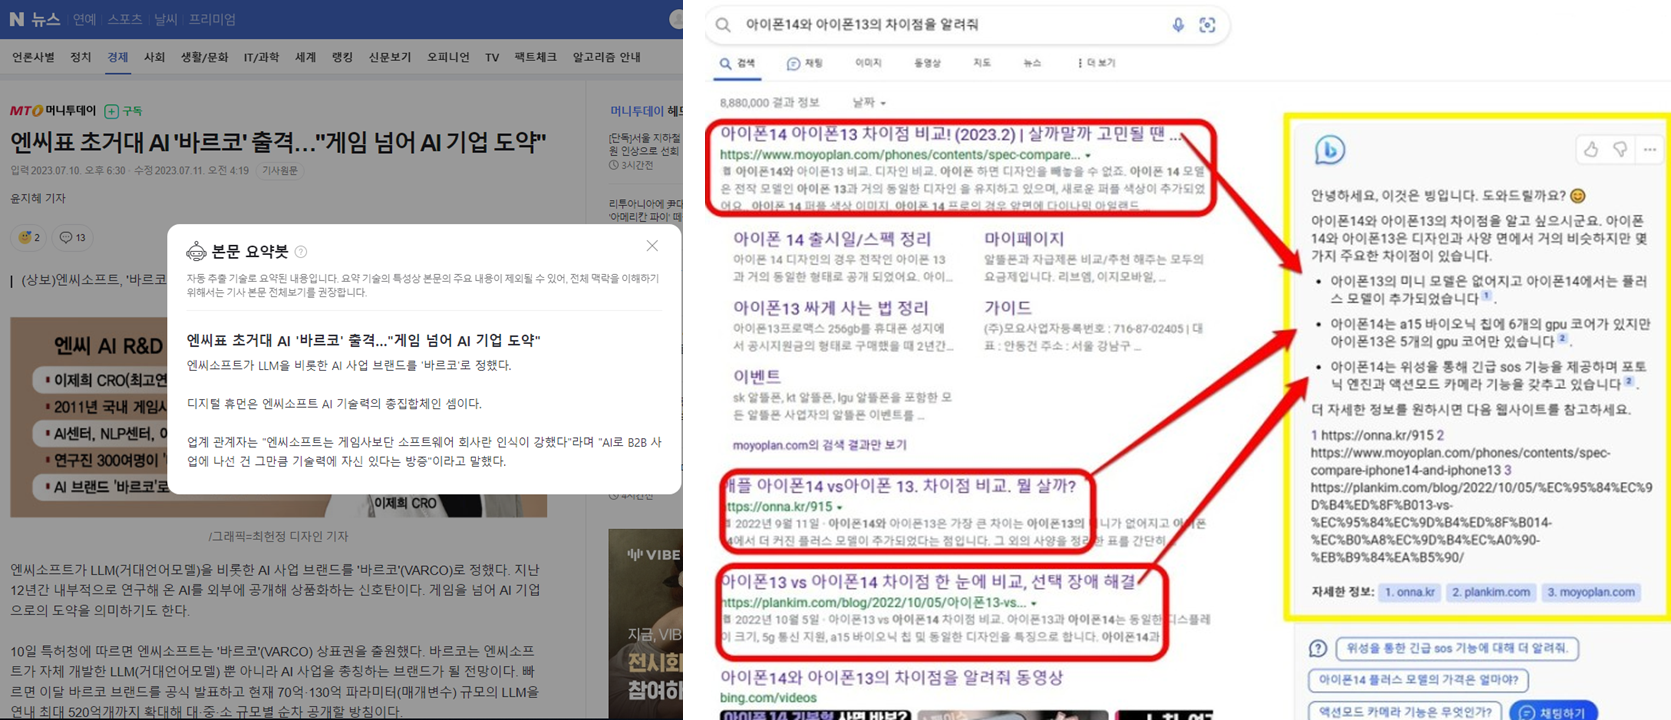 N 뉴스 연예 스포츠 날씨 프리미엄
언론사별 정치 경제 사회 생활/문화 IT/과학 세계 랭킹 신문보기 오피니언 TV 팩트체크 알고리즘 안내
MTO 머니투데이 구독
엔씨표 초거대 AI '바르코' 출격..."게임 넘어 AI 기업 도약"
입력 2023.07.10. 오후 6:30 · 수정 2023.07.11. 오전 4:19 기사원문
윤지혜 기자
2 13
(상보)엔씨소프트, '바르코
엔씨 AI R&D
이제희 CRO(최고연
2011년 국내 게임사
AI센터, NLP센터,
연구진 300여명이
AI 브랜드 '바르코'로
이제희 CRO
/그래픽=최헌정 디자인 기자
본문 요약봇
자동 추출 기술로 요약된 내용입니다. 요약 기술의 특성상 본문의 주요 내용이 제외될 수 있어, 전체 맥락을 이해하기
위해서는 기사 본문 전체보기를 권장합니다.
엔씨표 초거대 AI '바르코' 출격..."게임 넘어 AI 기업 도약"
엔씨소프트가 LLM을 비롯한 AI 사업 브랜드를 '바르코'로 정했다.
디지털 휴먼은 엔씨소프트 AI 기술력의 총집합체인 셈이다.
업계 관계자는 "엔씨소프트는 게임사보단 소프트웨어 회사란 인식이 강했다"라며 "AI로 B2B 사
업에 나선 건 그만큼 기술력에 자신 있다는 방증"이라고 말했다.
엔씨소프트가 LLM(거대언어모델)을 비롯한 AI 사업 브랜드를 '바르코'(VARCO)로 정했다. 지난
12년간 내부적으로 연구해 온 AI를 외부에 공개해 상품화하는 신호탄이다. 게임을 넘어 AI 기업
으로의 도약을 의미하기도 한다.
10일 특허청에 따르면 엔씨소프트는 '바르코'(VARCO) 상표권을 출원했다. 바르코는 엔씨소프
트가 자체 개발한 LLM(거대언어모델) 뿐 아니라 AI 사업을 총칭하는 브랜드가 될 전망이다. 빠
르면 이달 바르코 브랜드를 공식 발표하고 현재 70억·130억 파라미터(매개변수) 규모의 LLM을
연내 최대 520억개까지 확대해 대·중·소 규모별 순차 공개할 방침이다.
머니투데이 헤드
[단독]서울 지하철
원 인상으로 선회
3시간전
리투아니아에 尹대
'아메리칸 파이' 떼
4시간전
VIBE
지금, VIB
전시회
참여하
아이폰14와 아이폰13의 차이점을 알려줘
검색 채팅 이미지 동영상 지도 뉴스 더 보기
8,880,000 결과 정보 날짜
아이폰14 아이폰13 차이점 비교! (2023.2) | 살까말까 고민될 땐 ...
https://www.moyoplan.com/phones/contents/spec-compare...
아이폰14와 아이폰13 비교. 디자인 비교. 아이폰 하면 디자인을 빼놓을 수 없죠. 아이폰 14 모델
은 전작 모델인 아이폰 13과 거의 동일한 디자인 을 유지하고 있으며, 새로운 퍼플 색상이 추가되었
어요. 아이폰 14 퍼플 색상 이미지. 아이폰 14 프로의 경우 앞면에 다이나믹 아일랜드 ...
아이폰 14 출시일/스펙 정리
아이폰 14 디자인의 경우 전작인 아이폰 13
과 거의 동일한 형태로 공개 되었어요. 아이...
마이페이지
알뜰폰과 자급제폰 비교/추천 해주는 모두의
요금제입니다. 리브엠, 이지모바일, ...
아이폰13 싸게 사는 법 정리
아이폰13프로맥스 256gb를 휴대폰 성지에
서 공시지원금의 형태로 구매했을 때 2년간...
가이드
(주)모요사업자등록번호 : 716-87-02405 | 대
표 : 안동건 주소 : 서울 강남구 ...
이벤트
sk 알뜰폰, kt 알뜰폰, lgu 알뜰폰을 포함한 모
든 알뜰폰 사업자의 알뜰폰 이벤트를 ...
moyoplan.com의 검색 결과만 보기
애플 아이폰14 vs아이폰 13. 차이점 비교. 뭘 살까?
https://onna.kr/915
2022년 9월 11일 · 아이폰14와 아이폰13은 가장 큰 차이는 아이폰13의 미니가 없어지고 아이폰
14에서 더 커진 플러스 모델이 추가되었다는 점입니다. 그 외의 사양을 정리한 표를 간단히
아이폰13 vs 아이폰14 차이점 한 눈에 비교, 선택 장애 해결
https://plankim.com/blog/2022/10/05/아이폰13-vs...
2022년 10월 5일 · 아이폰13 vs 아이폰14 차이점 비교. 아이폰13과 아이폰14는 동일한 디스플레
이 크기, 5g 통신 지원, a15 바이오닉 칩 및 동일한 디자인을 특징으로 합니다. 아이폰14과
아이폰14와 아이폰13의 차이점을 알려줘 동영상
bing.com/videos
안녕하세요, 이것은 빙입니다. 도와드릴까요? 😊
아이폰14와 아이폰13의 차이점을 알고 싶으시군요. 아이폰
14와 아이폰13은 디자인과 사양 면에서 거의 비슷하지만 몇
가지 주요한 차이점이 있습니다.
• 아이폰13의 미니 모델은 없어지고 아이폰14에서는 플러
스 모델이 추가되었습니다 1.
• 아이폰14는 a15 바이오닉 칩에 6개의 gpu 코어가 있지만
아이폰13은 5개의 gpu 코어만 있습니다 2.
• 아이폰14는 위성을 통해 긴급 sos 기능을 제공하며 포토
닉 엔진과 액션모드 카메라 기능을 갖추고 있습니다 2.
더 자세한 정보를 원하시면 다음 웹사이트를 참고하세요.
1 https://onna.kr/915 2
https://www.moyoplan.com/phones/contents/spec-
compare-iphone14-and-iphone13 3
https://plankim.com/blog/2022/10/05/%EC%95%84%EC%9
D%B4%ED%8F%B013-vs-
%EC%95%84%EC%9D%B4%ED%8F%B014-
%EC%B0%A8%EC%9D%B4%EC%A0%90-
%EB%B9%84%EA%B5%90/
자세한 정보: 1. onna.kr 2. plankim.com 3. moyoplan.com
위성을 통한 긴급 sos 기능에 대해 더 알려줘.
아이폰14 플러스 모델의 가격은 얼마야?
액션모드 카메라 기능은 무엇인가?
채팅하기